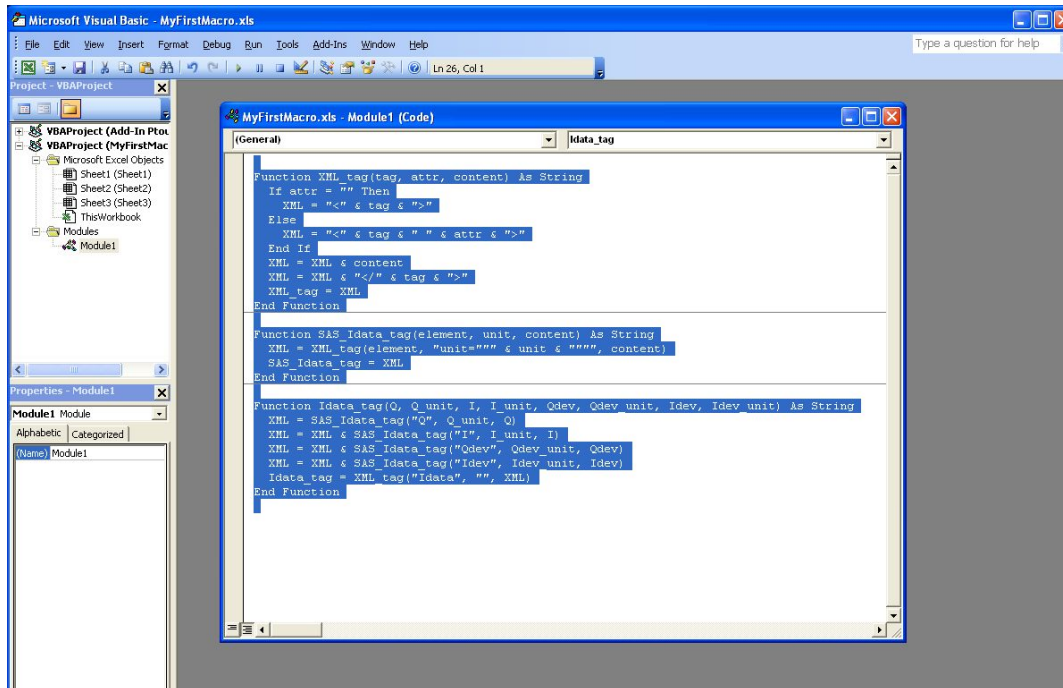 Microsoft Visual Basic - MyFirstMacro.xls
File Edit View Insert Format Debug Run Tools Add-Ins Window Help
Type a question for help
Ln 26, Col 1
Project - VBAProject
VBAProject (Add-In Ptou
VBAProject (MyFirstMac
Microsoft Excel Objects
Sheet1 (Sheet1)
Sheet2 (Sheet2)
Sheet3 (Sheet3)
ThisWorkbook
Modules
Module1
Properties - Module1
Module1 Module
Alphabetic Categorized
(Name) Module1
MyFirstMacro.xls - Module1 (Code)
(General) Idata_tag
Function XML_tag(tag, attr, content) As String
If attr = "" Then
XML = "<" & tag & ">"
Else
XML = "<" & tag & " " & attr & ">"
End If
XML = XML & content
XML = XML & "</" & tag & ">"
XML_tag = XML
End Function
Function SAS_Idata_tag(element, unit, content) As String
XML = XML_tag(element, "unit=""" & unit & """", content)
SAS_Idata_tag = XML
End Function
Function Idata_tag(Q, Q_unit, I, I_unit, Qdev, Qdev_unit, Idev, Idev_unit) As String
XML = SAS_Idata_tag("Q", Q_unit, Q)
XML = XML & SAS_Idata_tag("I", I_unit, I)
XML = XML & SAS_Idata_tag("Qdev", Qdev_unit, Qdev)
XML = XML & SAS_Idata_tag("Idev", Idev_unit, Idev)
Idata_tag = XML_tag("Idata", "", XML)
End Function